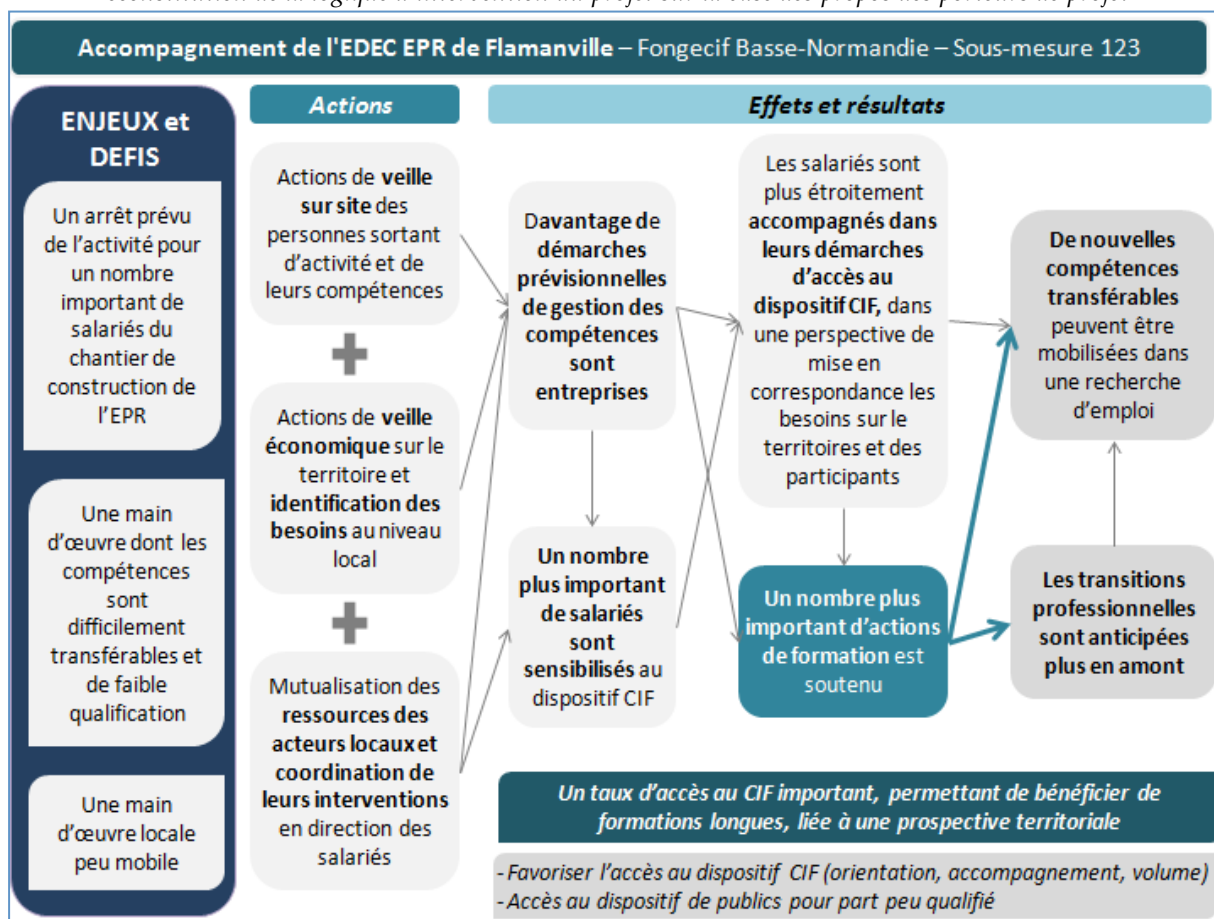 Accompagnement de l'EDEC EPR de Flamanville – Fongecif Basse-Normandie – Sous-mesure 123
ENJEUX et
DEFIS
Un arrêt prévu
de l'activité pour
un nombre
important de
salariés du
chantier de
construction de
l'EPR
Une main
d'œuvre dont les
compétences
sont
difficilement
transférables et
de faible
qualification
Une main
d'œuvre locale
peu mobile
Actions
Actions de veille
sur site des
personnes sortant
d'activité et de
leurs compétences
Actions de veille
économique sur le
territoire et
identification des
besoins au niveau
local
Mutualisation des
ressources des
acteurs locaux et
coordination de
leurs interventions
en direction des
salariés
Effets et résultats
Davantage de
démarches
prévisionnelles
de gestion des
compétences
sont
entreprises
Un nombre
plus important
de salariés
sont
sensibilisés au
dispositif CIF
Les salariés sont
plus étroitement
accompagnés dans
leurs démarches
d'accès au
dispositif CIF, dans
une perspective de
mise en
correspondance les
besoins sur le
territoires et des
participants
Un nombre plus
important d'actions
de formation est
soutenu
De nouvelles
compétences
transférables
peuvent être
mobilisées dans
une recherche
d'emploi
Les transitions
professionnelles
sont anticipées
plus en amont
Un taux d'accès au CIF important, permettant de bénéficier de
formations longues, liée à une prospective territoriale
- Favoriser l'accès au dispositif CIF (orientation, accompagnement, volume)
- Accès au dispositif de publics pour part peu qualifié